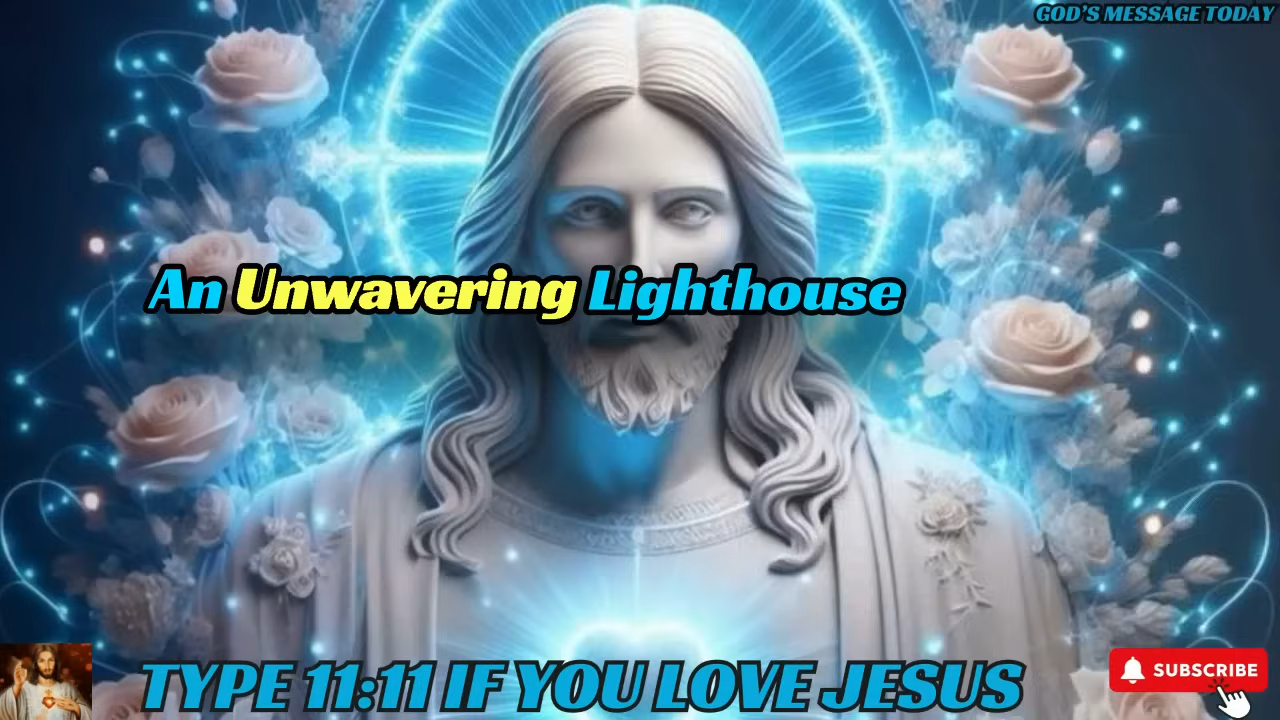 GOD'S MESSAGE TODAY
An Unwavering Lighthouse
TYPE 11:11 IF YOU LOVE JESUS
SUBSCRIBE